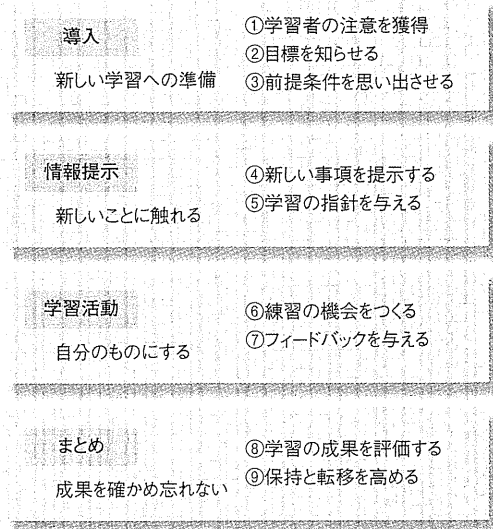 導入
新しい学習への準備
①学習者の注意を獲得
②目標を知らせる
③前提条件を思い出させる
情報提示
新しいことに触れる
④新しい事項を提示する
⑤学習の指針を与える
学習活動
自分のものにする
⑥練習の機会をつくる
⑦フィードバックを与える
まとめ
成果を確かめ忘れない
⑧学習の成果を評価する
⑨保持と転移を高める